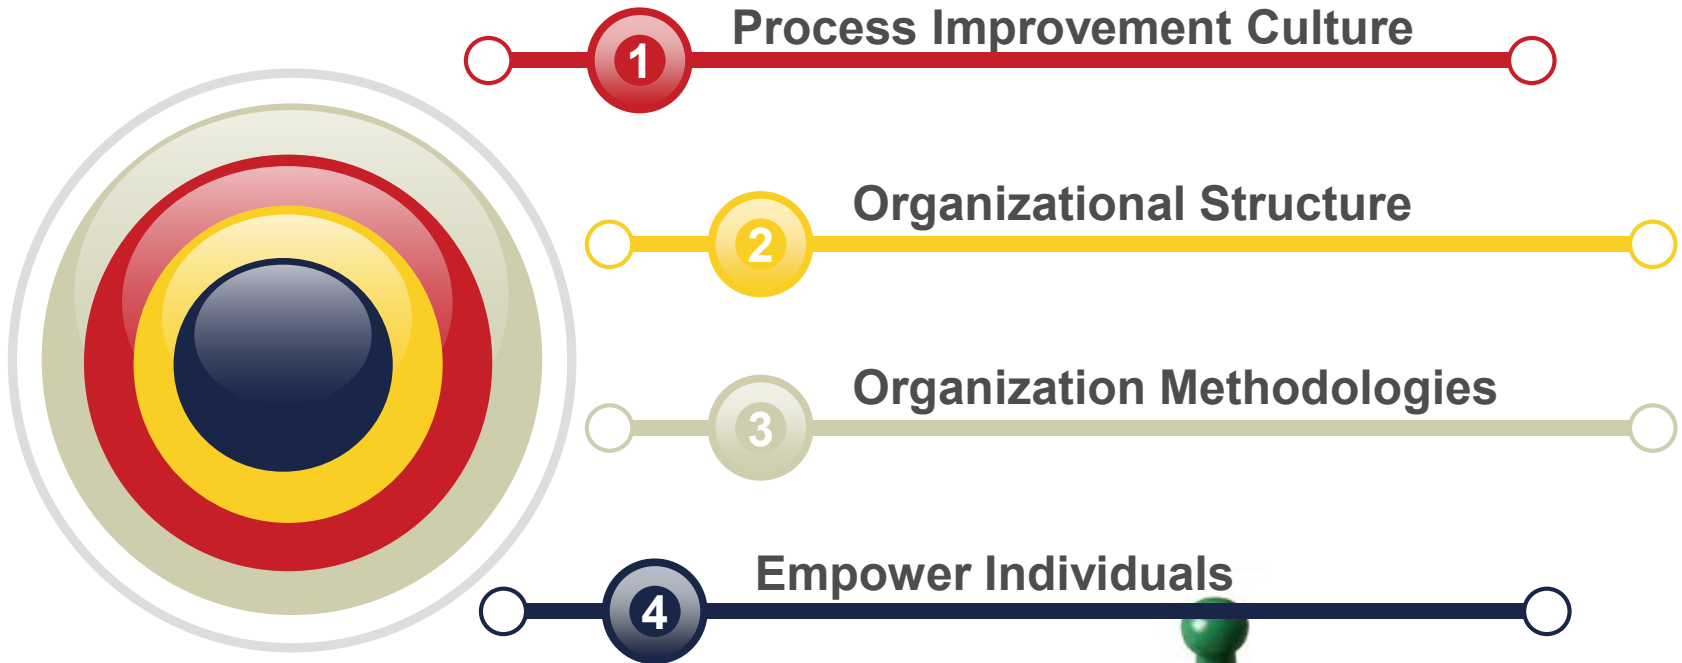 1 Process Improvement Culture
2 Organizational Structure
3 Organization Methodologies
4 Empower Individuals